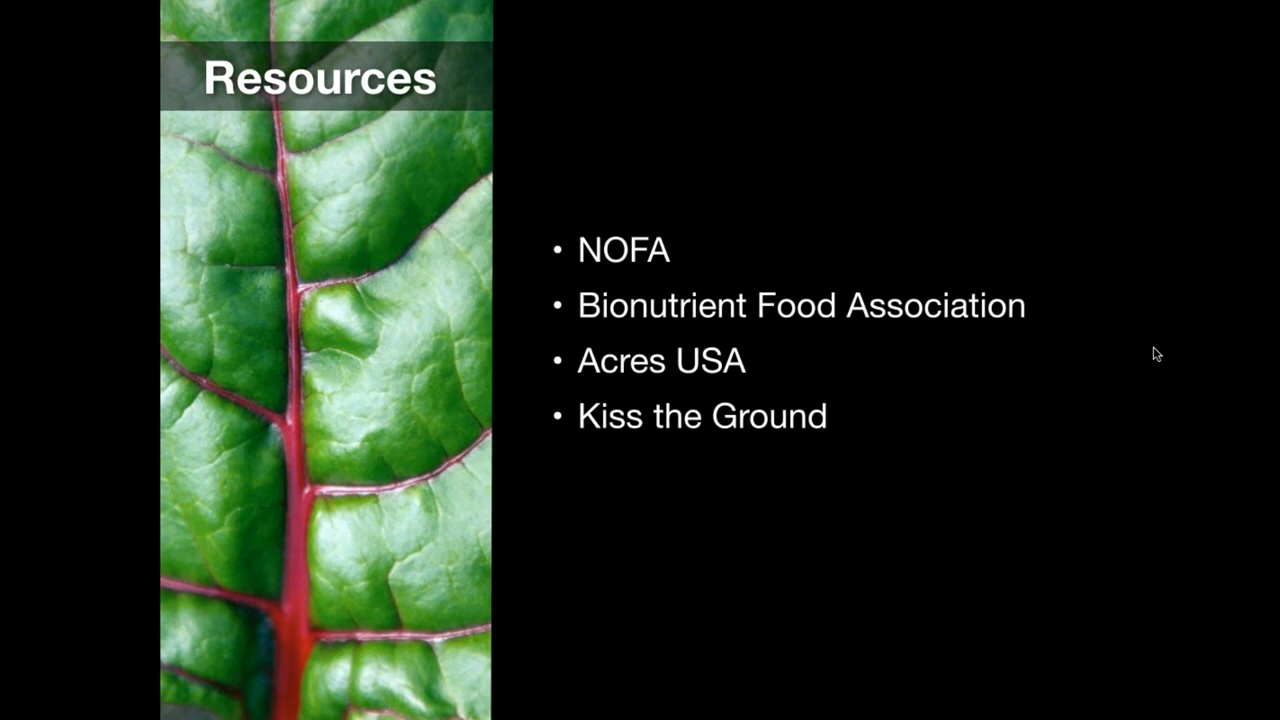 Resources
• NOFA
• Bionutrient Food Association
• Acres USA
• Kiss the Ground